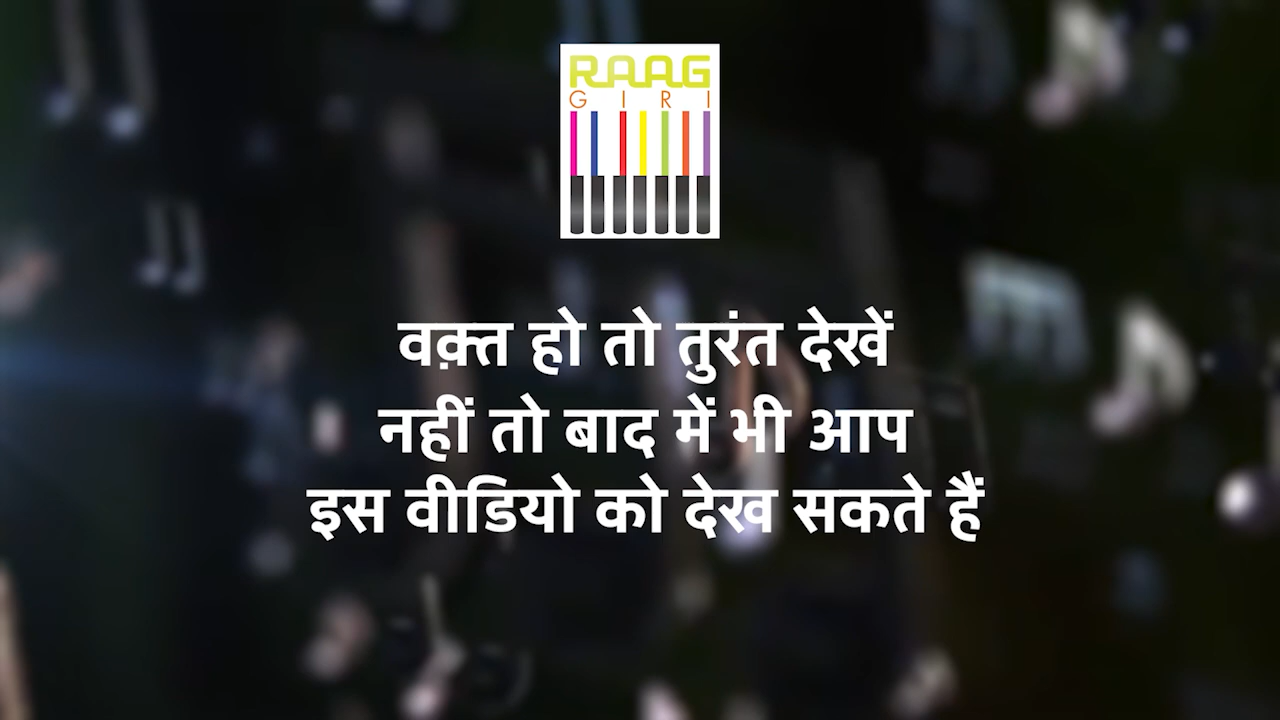 RAAG
GIRI
वक़्त हो तो तुरंत देखें
नहीं तो बाद में भी आप
इस वीडियो को देख सकते हैं